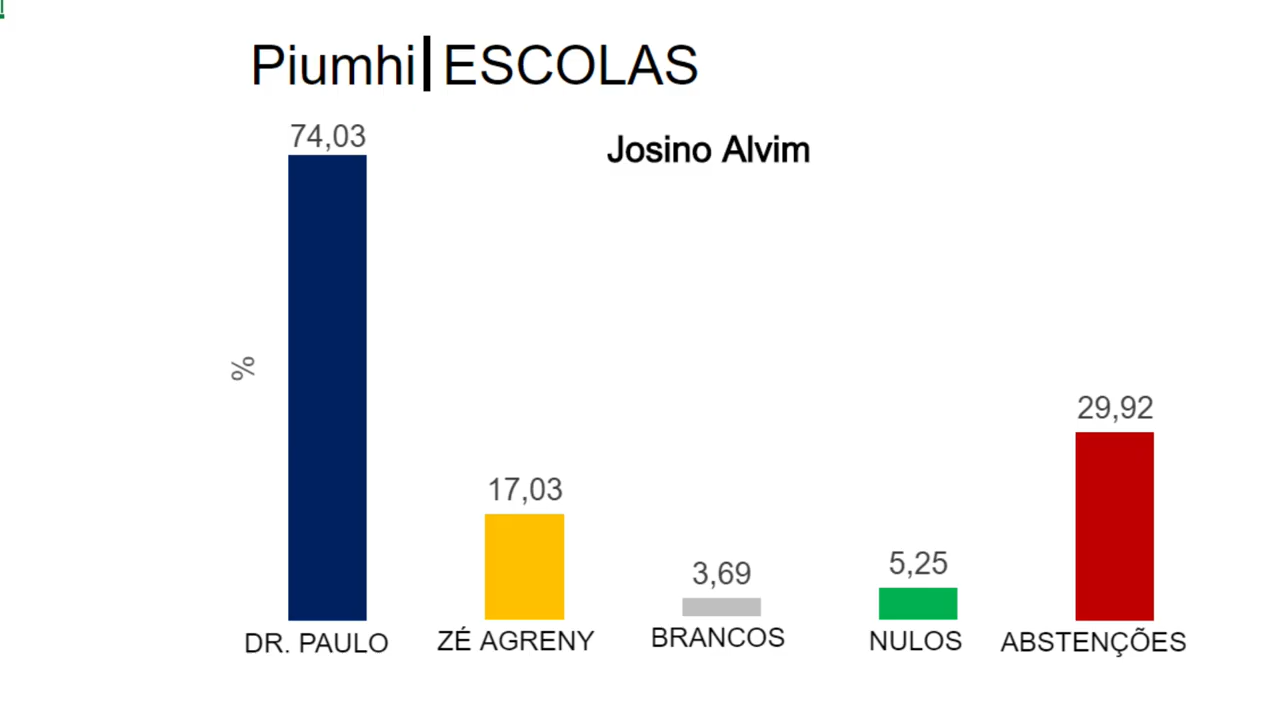 Piumhi| ESCOLAS
Josino Alvim
74,03
17,03
3,69
5,25
29,92
%
DR. PAULO
ZÉ AGRENY
BRANCOS
NULOS
ABSTENÇÕES